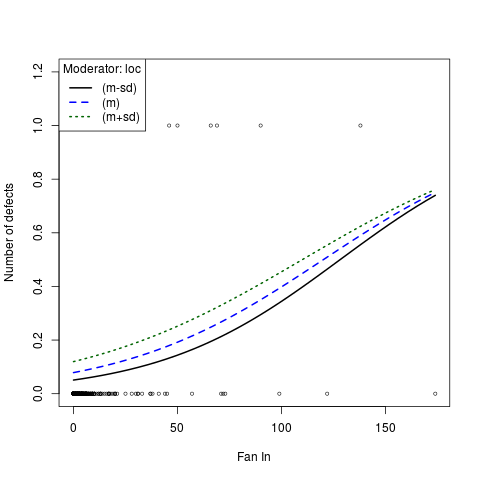 Moderator: loc
(m-sd)
(m)
(m+sd)
Number of defects
1.2
1.0
0.8
0.6
0.4
0.2
0.0
0 50 100 150
Fan In